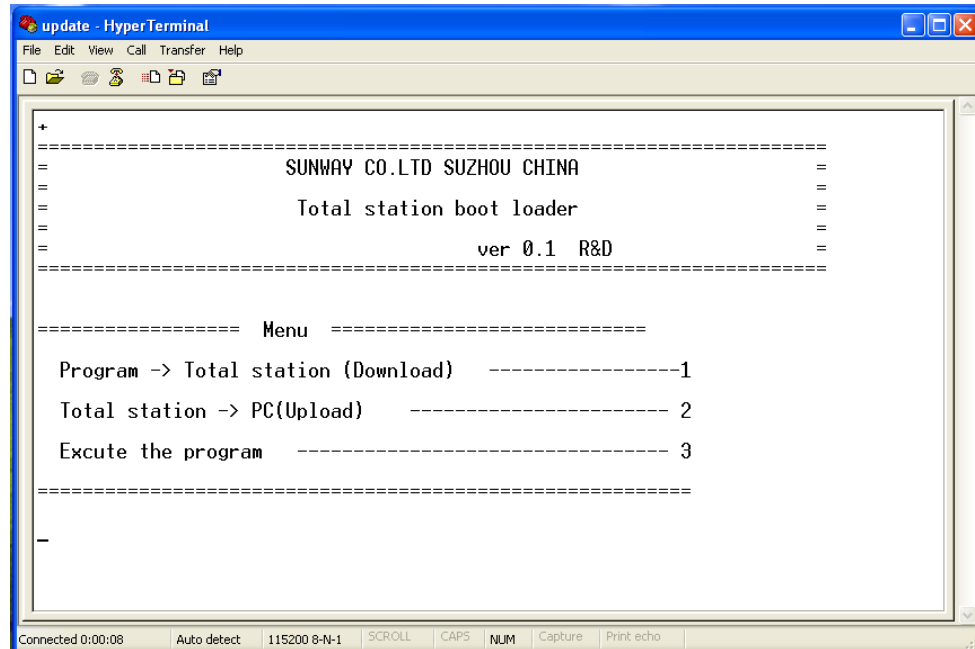 update - HyperTerminal
File Edit View Call Transfer Help
+
==================================================================
= SUNWAY CO.LTD SUZHOU CHINA =
= =
= Total station boot loader =
= =
= ver 0.1 R&D =
==================================================================
================== Menu ============================
Program -> Total station (Download) -----------------1
Total station -> PC(Upload) ----------------------- 2
Excute the program --------------------------------- 3
==========================================================
_
Connected 0:00:08 Auto detect 115200 8-N-1 SCROLL CAPS NUM Capture Print echo